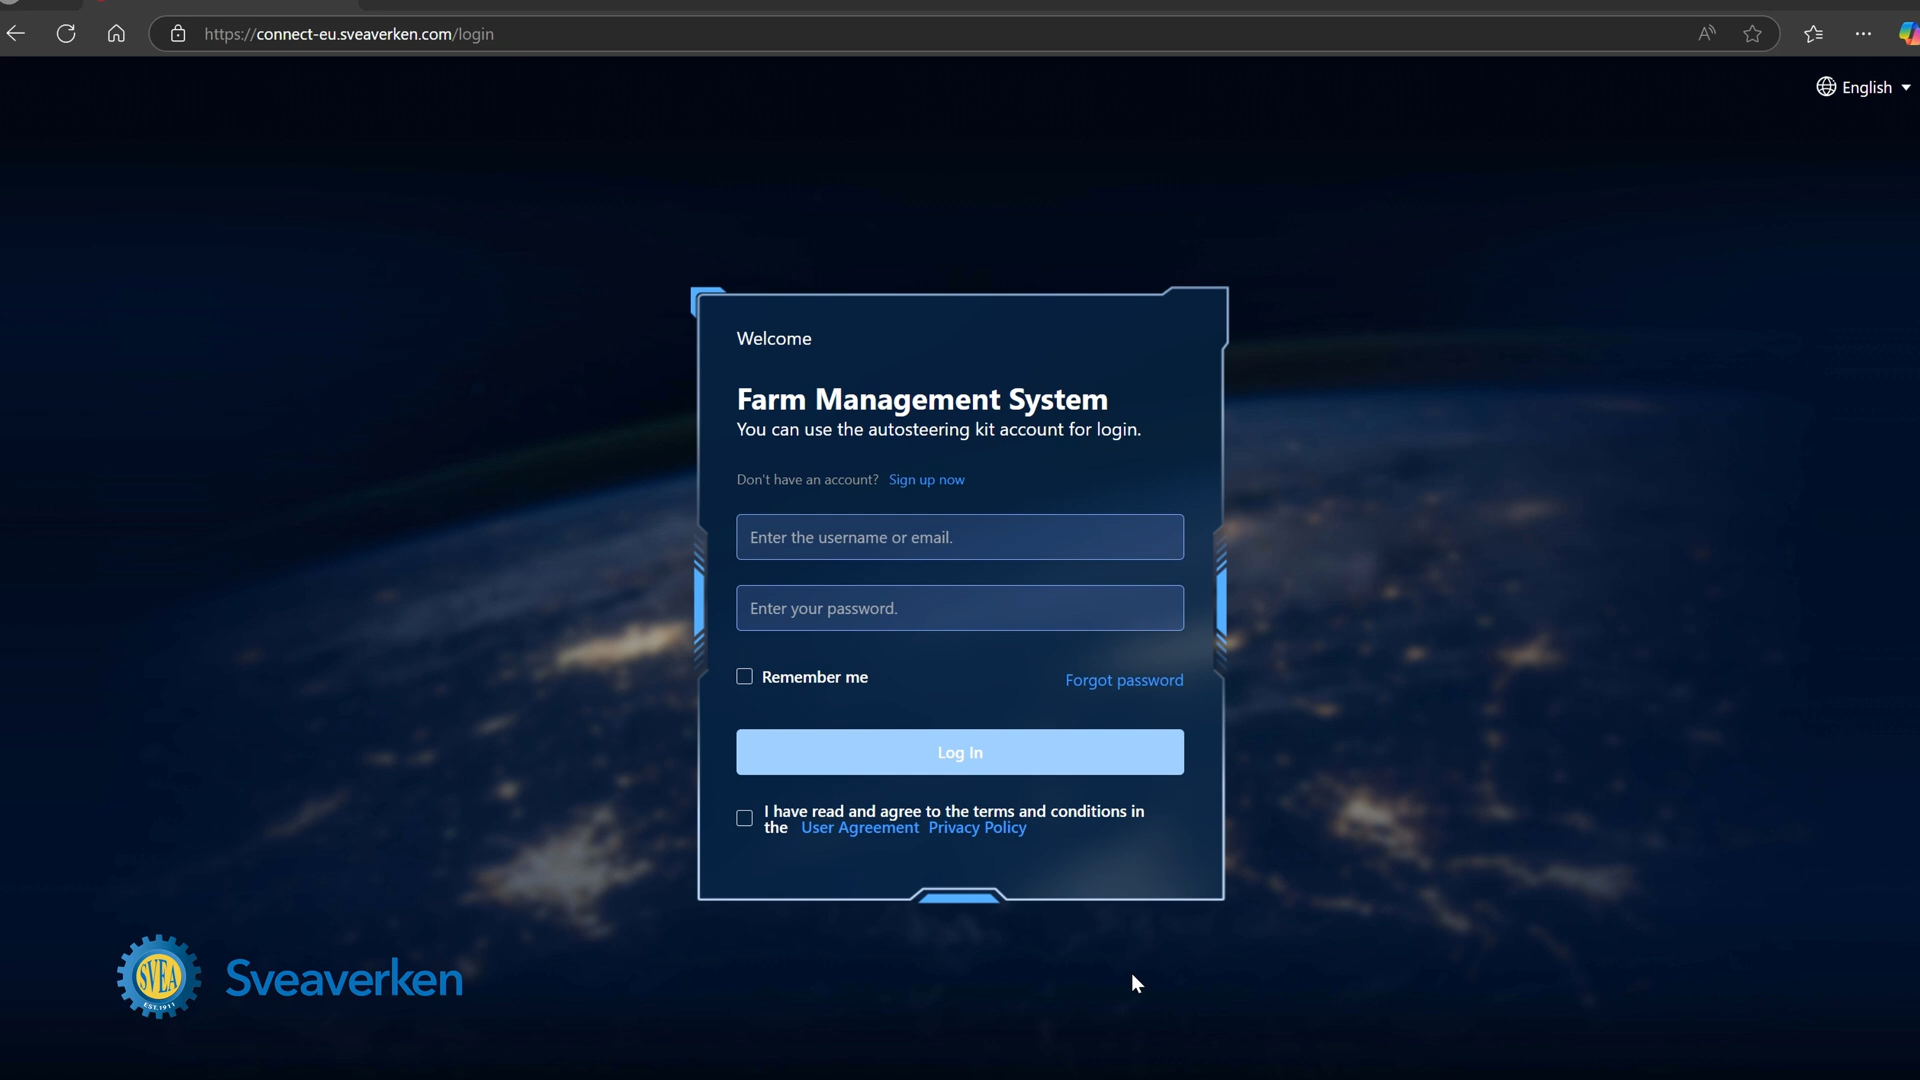 https://connect-eu.sveaverken.com/login
English
Welcome
Farm Management System
You can use the autosteering kit account for login.
Don't have an account? Sign up now
Enter the username or email.
Enter your password.
Remember me
Forgot password
Log In
I have read and agree to the terms and conditions in
the User Agreement Privacy Policy
SVEA
EST.1911
Sveaverken